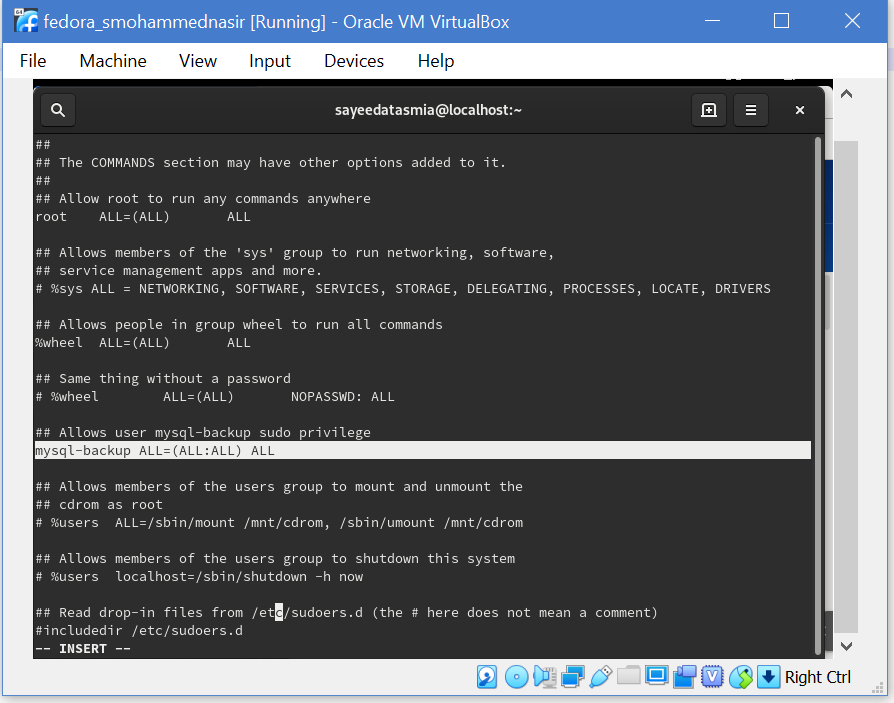 fedora_smohammednasir [Running] - Oracle VM VirtualBox
File Machine View Input Devices Help
sayeedatasmia@localhost:~
##
## The COMMANDS section may have other options added to it.
##
## Allow root to run any commands anywhere
root    ALL=(ALL)       ALL
## Allows members of the 'sys' group to run networking, software,
## service management apps and more.
# %sys ALL = NETWORKING, SOFTWARE, SERVICES, STORAGE, DELEGATING, PROCESSES, LOCATE, DRIVERS
## Allows people in group wheel to run all commands
%wheel  ALL=(ALL)       ALL
## Same thing without a password
# %wheel        ALL=(ALL)       NOPASSWD: ALL
## Allows user mysql-backup sudo privilege
mysql-backup ALL=(ALL:ALL) ALL
## Allows members of the users group to mount and unmount the
## cdrom as root
# %users  ALL=/sbin/mount /mnt/cdrom, /sbin/umount /mnt/cdrom
## Allows members of the users group to shutdown this system
# %users  localhost=/sbin/shutdown -h now
## Read drop-in files from /etc/sudoers.d (the # here does not mean a comment)
#includedir /etc/sudoers.d
-- INSERT --
Right Ctrl